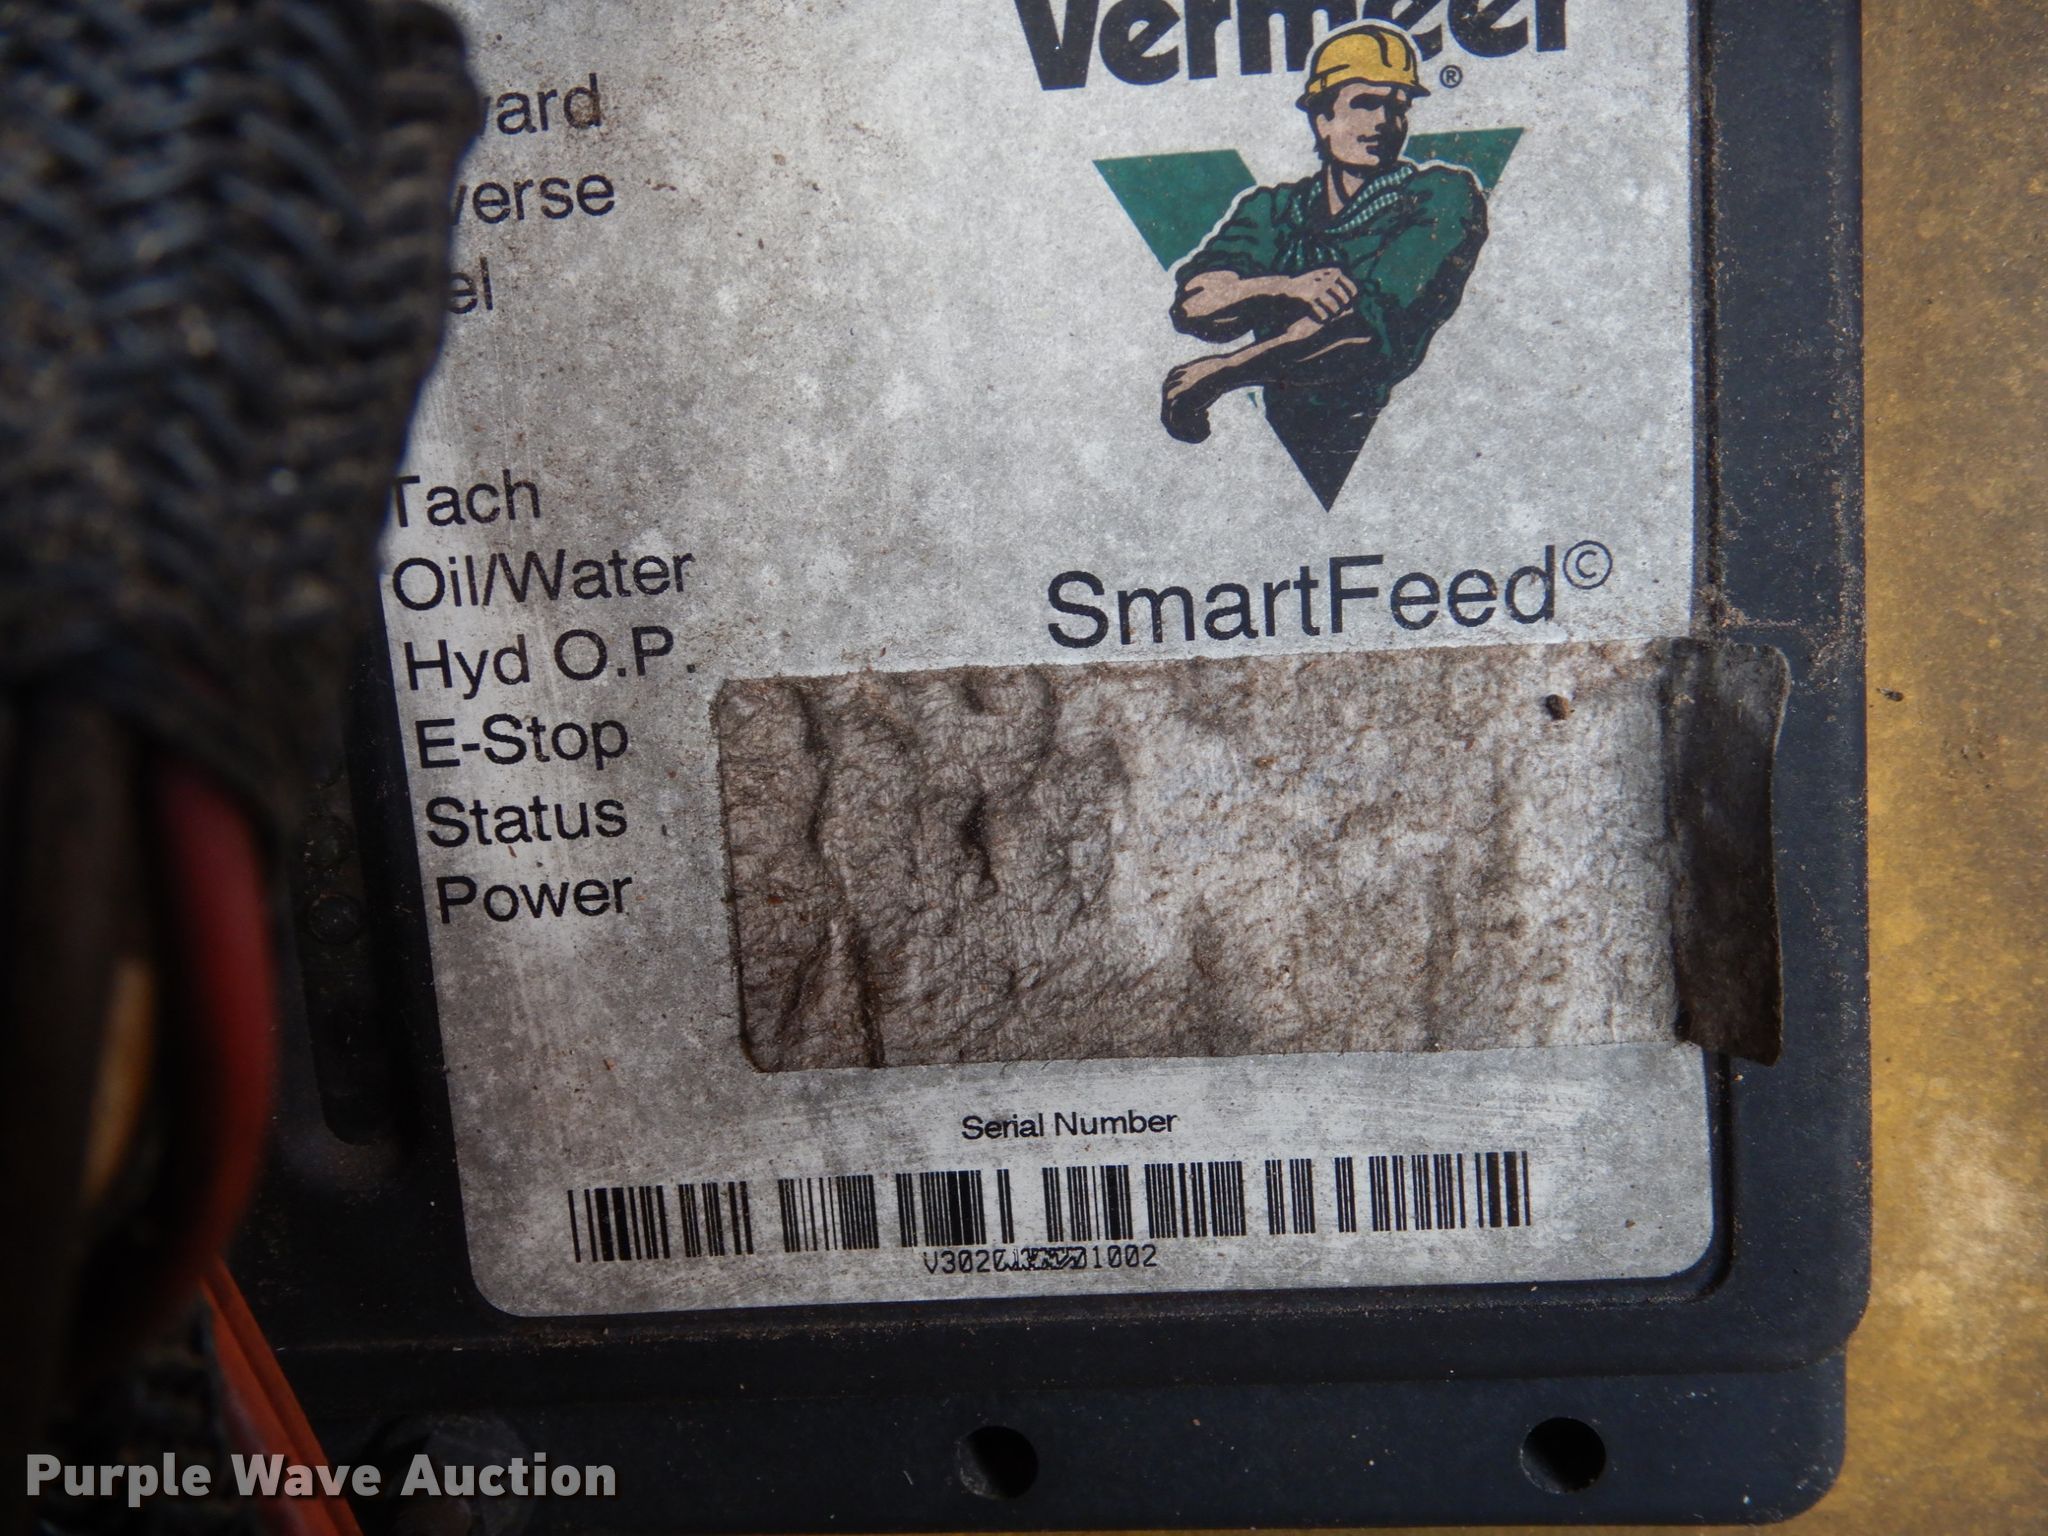 Vermeer®
ward
verse
el
Tach
Oil/Water
Hyd O.P.
E-Stop
Status
Power
SmartFeed©
Serial Number
Purple Wave Auction